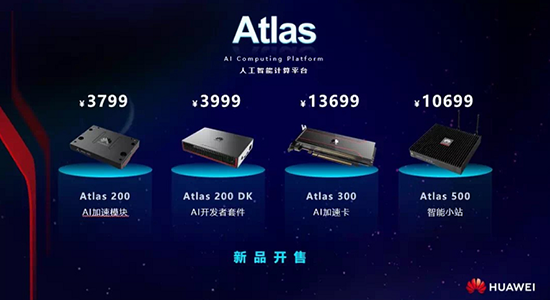 Atlas
AI Computing Platform
人工智能计算平台
¥3799
¥3999
¥13699
¥10699
Atlas 200
AI加速模块
Atlas 200 DK
AI开发者套件
Atlas 300
AI加速卡
Atlas 500
智能小站
新品开售
HUAWEI